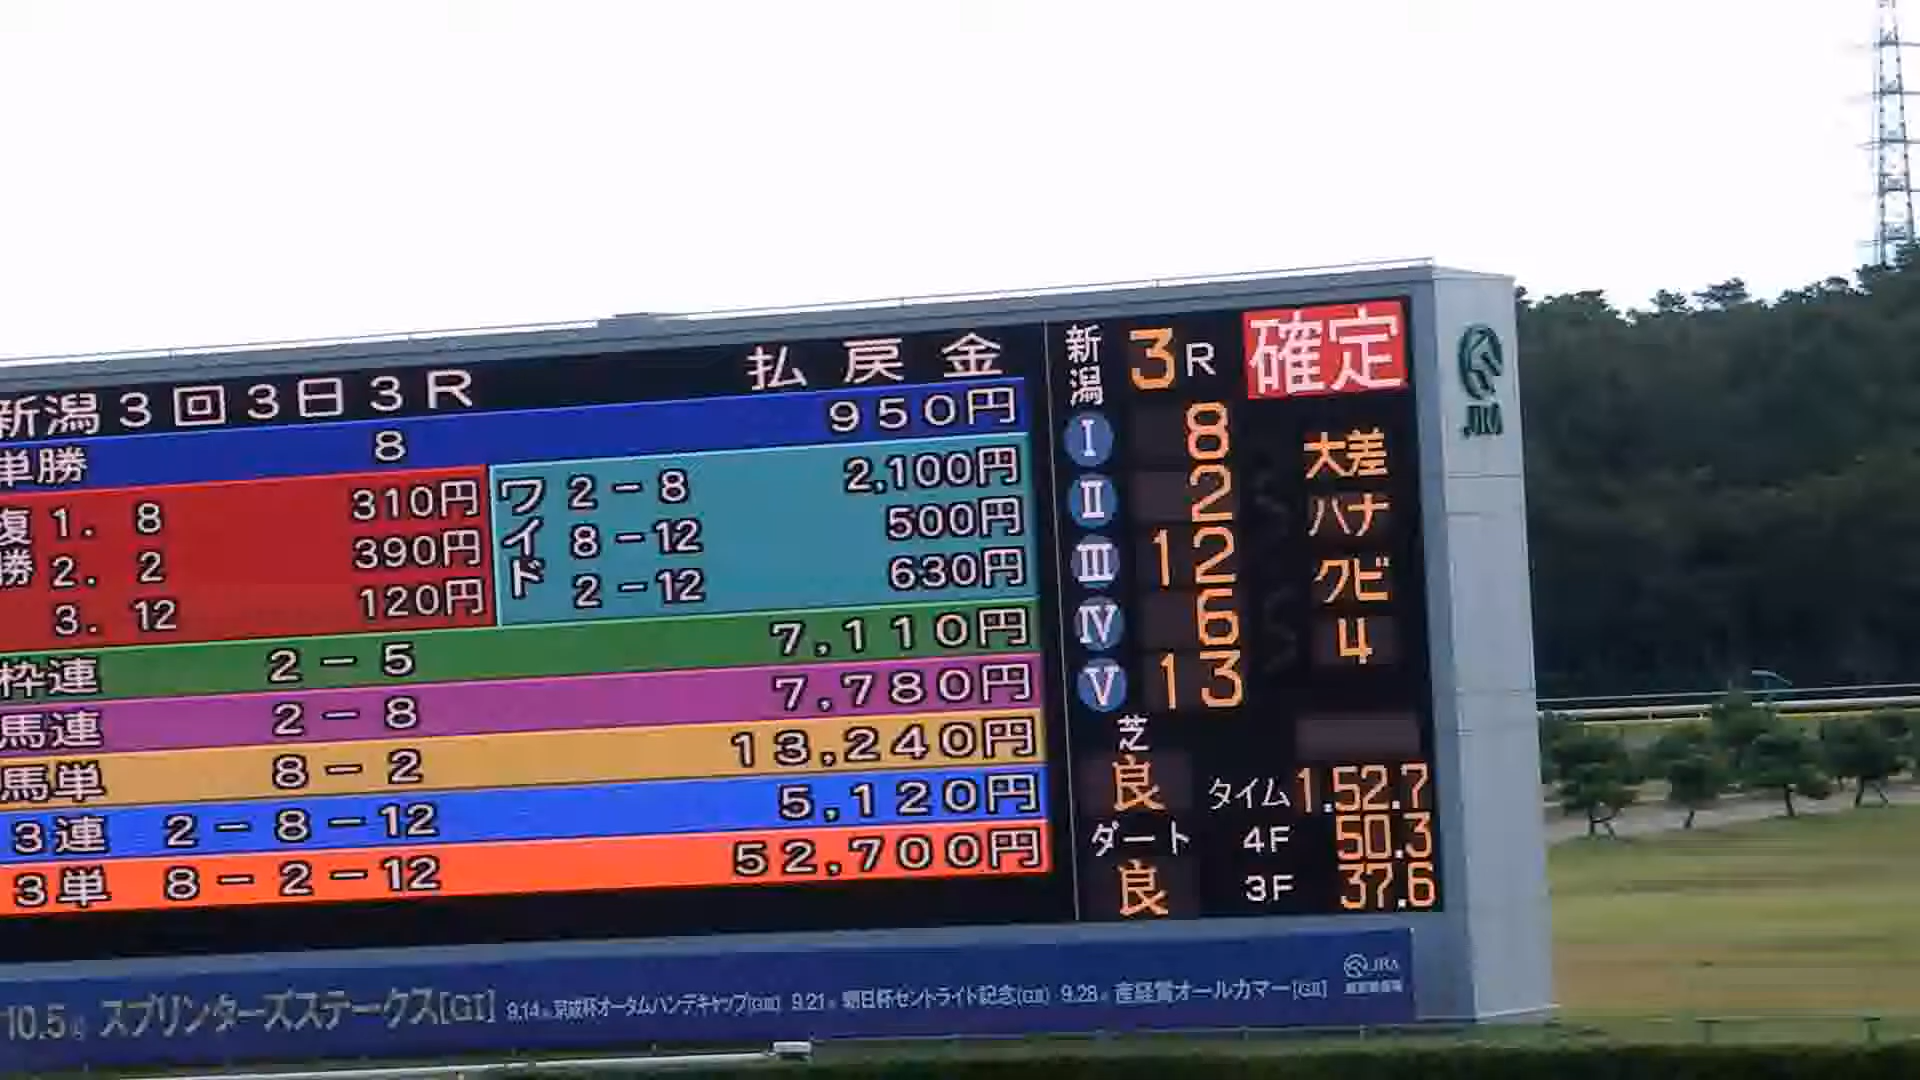 新潟3回3日3R 払戻金
単勝 8 950円
複勝
1. 8 310円
2. 2 390円
3. 12 120円
ワイド
2-8 2,100円
8-12 500円
2-12 630円
枠連 2-5 7,110円
馬連 2-8 7,780円
馬単 8-2 13,240円
3連 2-8-12 5,120円
3単 8-2-12 52,700円
新潟 3R 確定
I 8
大差
II 2
ハナ
III 12
クビ
IV 6
4
V 13
芝
良 タイム 1.52.7
ダート 4F 50.3
良 3F 37.6
JRA
10.5 スプリンターズステークス[GI] 9.14 京成杯オータムハンデキャップ[GIII] 9.21 朝日杯セントライト記念[GII] 9.28 産経賞オールカマー[GII]
JRA